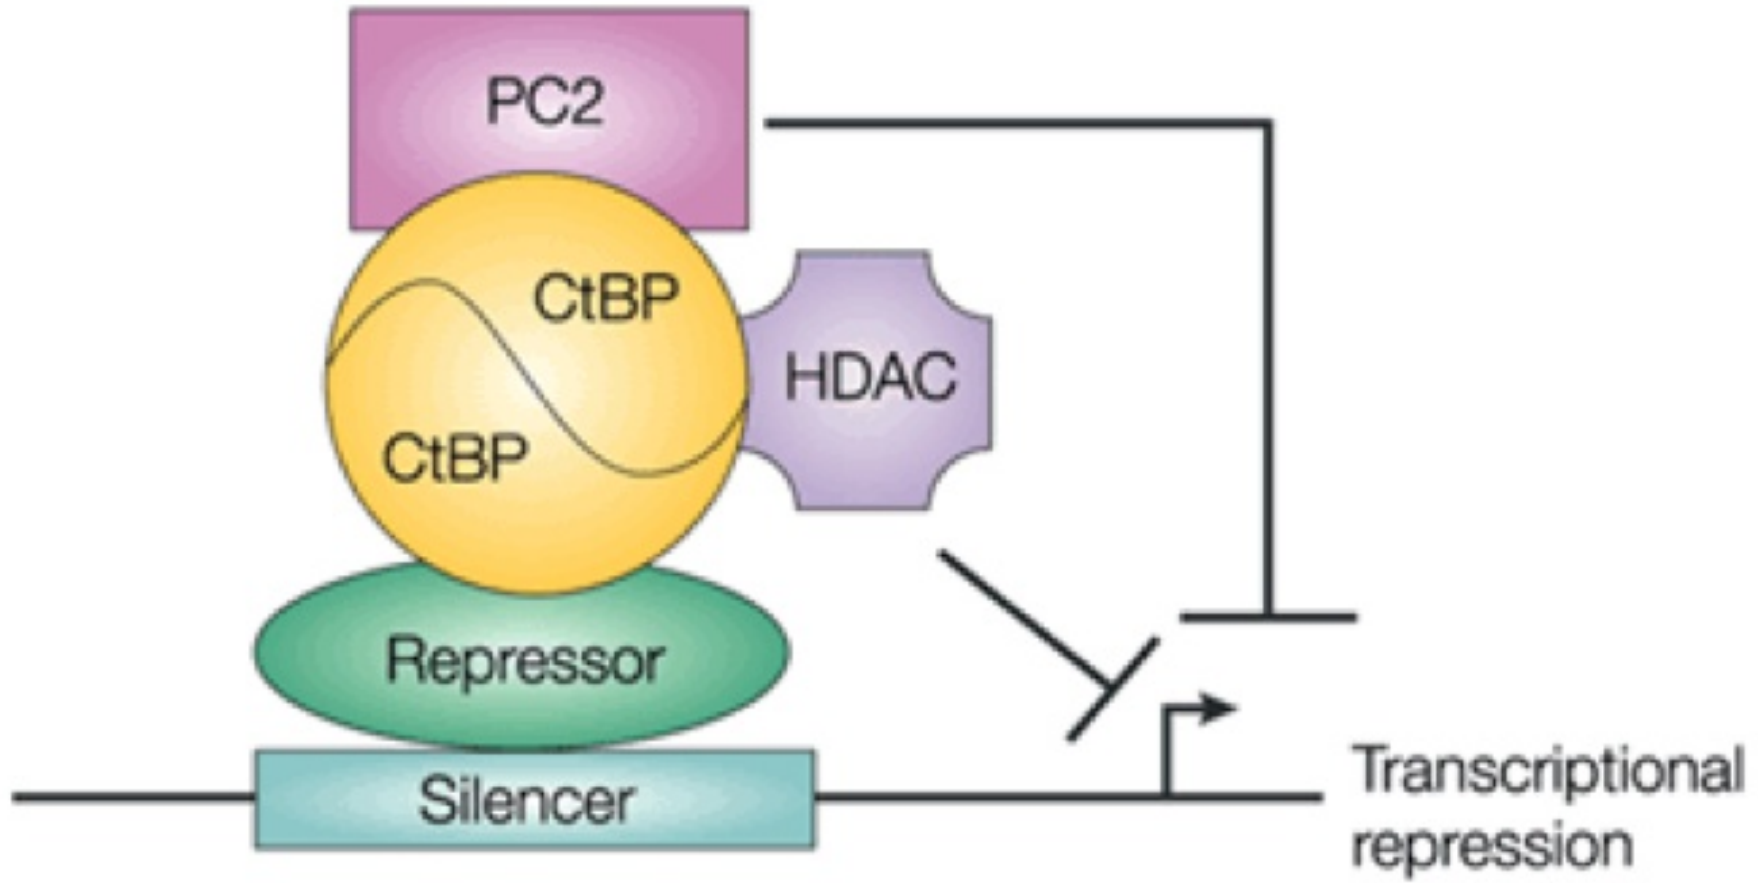 PC2
CtBP
HDAC
CtBP
Repressor
Silencer
Transcriptional
repression